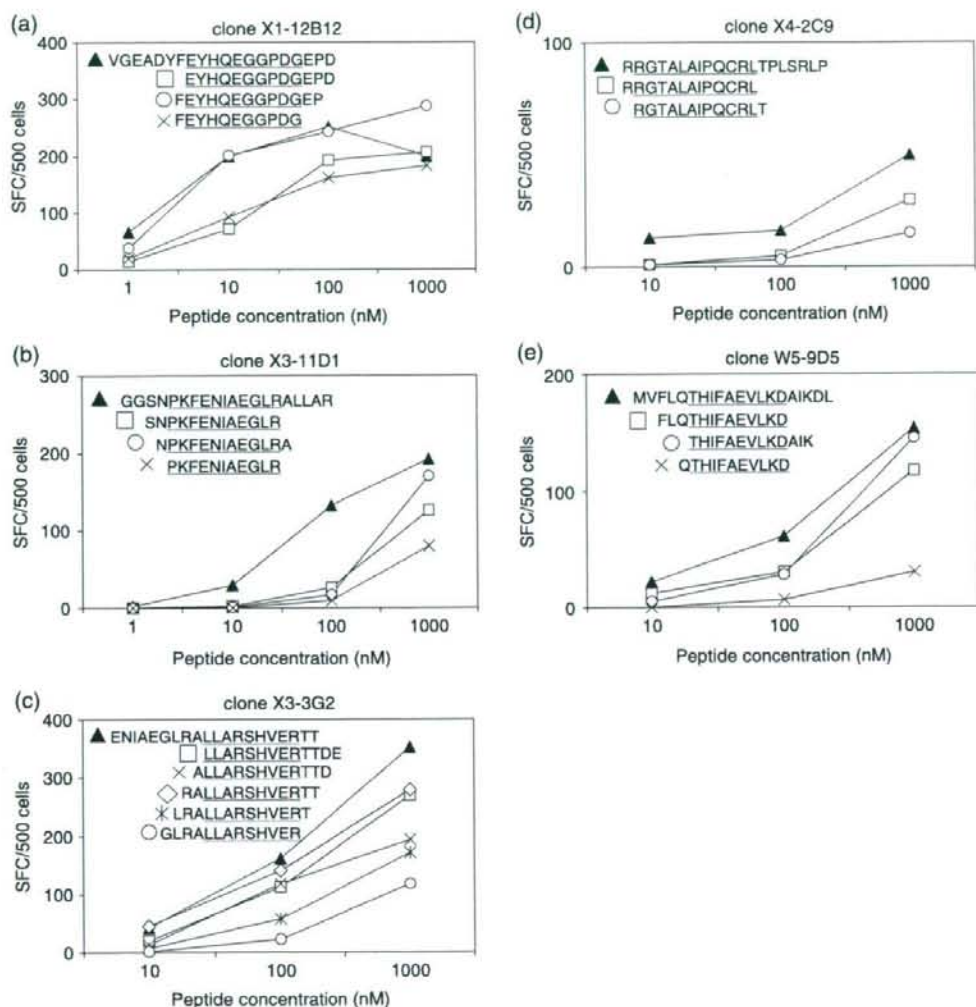 (a)
clone X1-12B12
400
300
200
100
0
SFC/500 cells
VGEADYFEYHQEGGPDGEPD
EYHQEGGPDGEPD
FEYHQEGGPDGEP
FEYHQEGGPDG
1 10 100 1000
Peptide concentration (nM)
(b)
clone X3-11D1
300
200
100
0
SFC/500 cells
GGSNPKFENIAEGLRALLAR
SNPKFENIAEGLR
NPKFENIAEGLRA
PKFENIAEGLR
1 10 100 1000
Peptide concentration (nM)
(c)
clone X3-3G2
400
300
200
100
0
SFC/500 cells
ENIAEGLRALLARSHVERTT
LLARSHVERTTDE
ALLARSHVERTTD
RALLARSHVERTT
LRALLARSHVERT
GLRALLARSHVER
10 100 1000
Peptide concentration (nM)
(d)
clone X4-2C9
100
0
SFC/500 cells
RRGTALAIPQCRLTPLSRLP
RRGTALAIPQCRL
RGTALAIPQCRLT
10 100 1000
Peptide concentration (nM)
(e)
clone W5-9D5
200
100
0
SFC/500 cells
MVFLQTHIFAEVLKDAIKDL
FLQTHIFAEVLKD
THIFAEVLKDAIK
QTHIFAEVLKD
10 100 1000
Peptide concentration (nM)